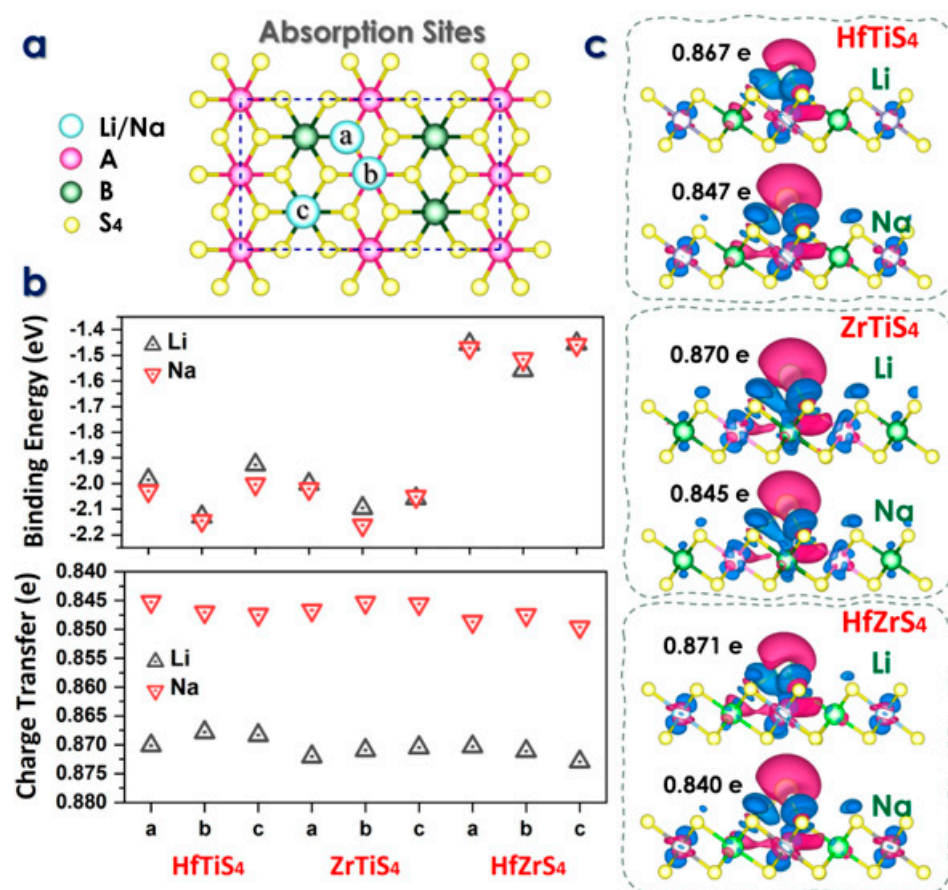 a
Absorption Sites
Li/Na
A
B
S4
a
b
c
b
Binding Energy (eV)
-1.4
-1.5
-1.6
-1.7
-1.8
-1.9
-2.0
-2.1
-2.2
Li
Na
Charge Transfer (e)
0.840
0.845
0.850
0.855
0.860
0.865
0.870
0.875
0.880
Li
Na
a b c a b c a b c
HfTiS4 ZrTiS4 HfZrS4
c
HfTiS4
0.867 e
Li
0.847 e
Na
ZrTiS4
0.870 e
Li
0.845 e
Na
HfZrS4
0.871 e
Li
0.840 e
Na